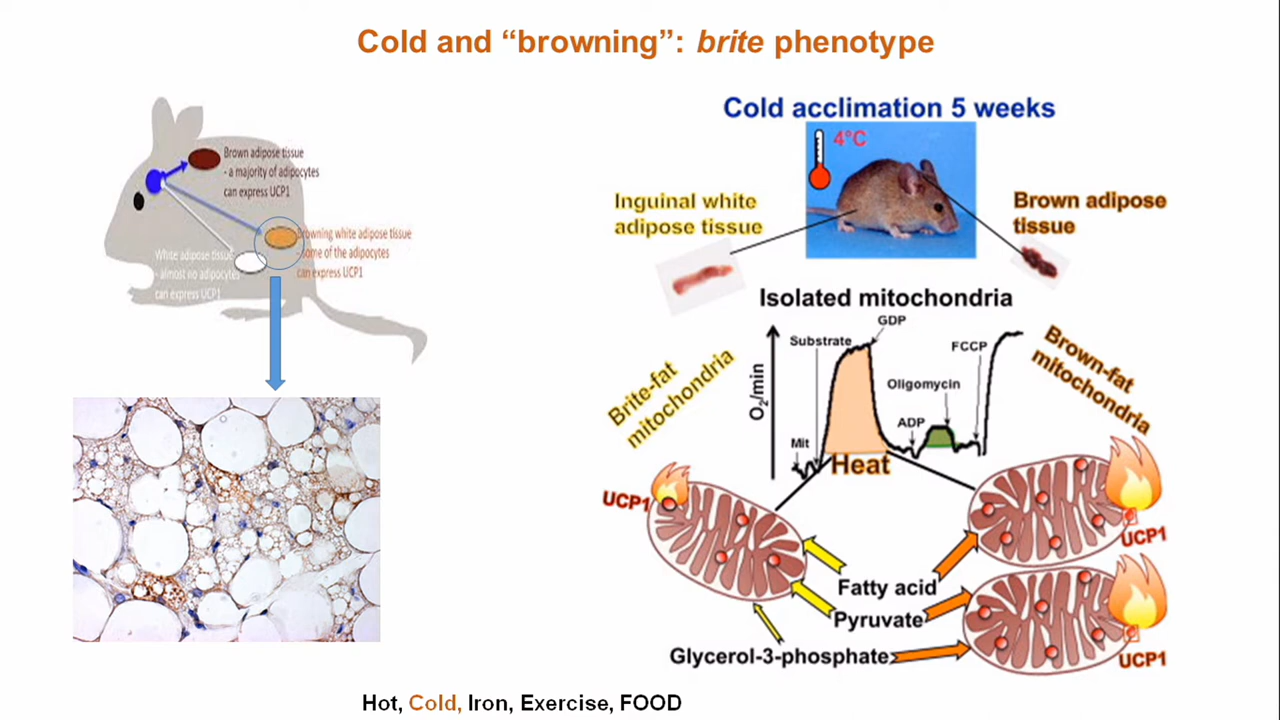 Cold and “browning”: brite phenotype
Brown adipose tissue
- a majority of adipocytes
can express UCP1
Browning white adipose tissue
- some of the adipocytes
can express UCP1
White adipose tissue
- almost no adipocytes
can express UCP1
Cold acclimation 5 weeks
4°C
Inguinal white
adipose tissue
Brown adipose
tissue
Isolated mitochondria
GDP
Substrate
FCCP
Oligomycin
ADP
Mit
O2/min
Heat
Brite-fat
mitochondria
Brown-fat
mitochondria
UCP1
UCP1
Fatty acid
Pyruvate
Glycerol-3-phosphate
UCP1
Hot, Cold, Iron, Exercise, FOOD